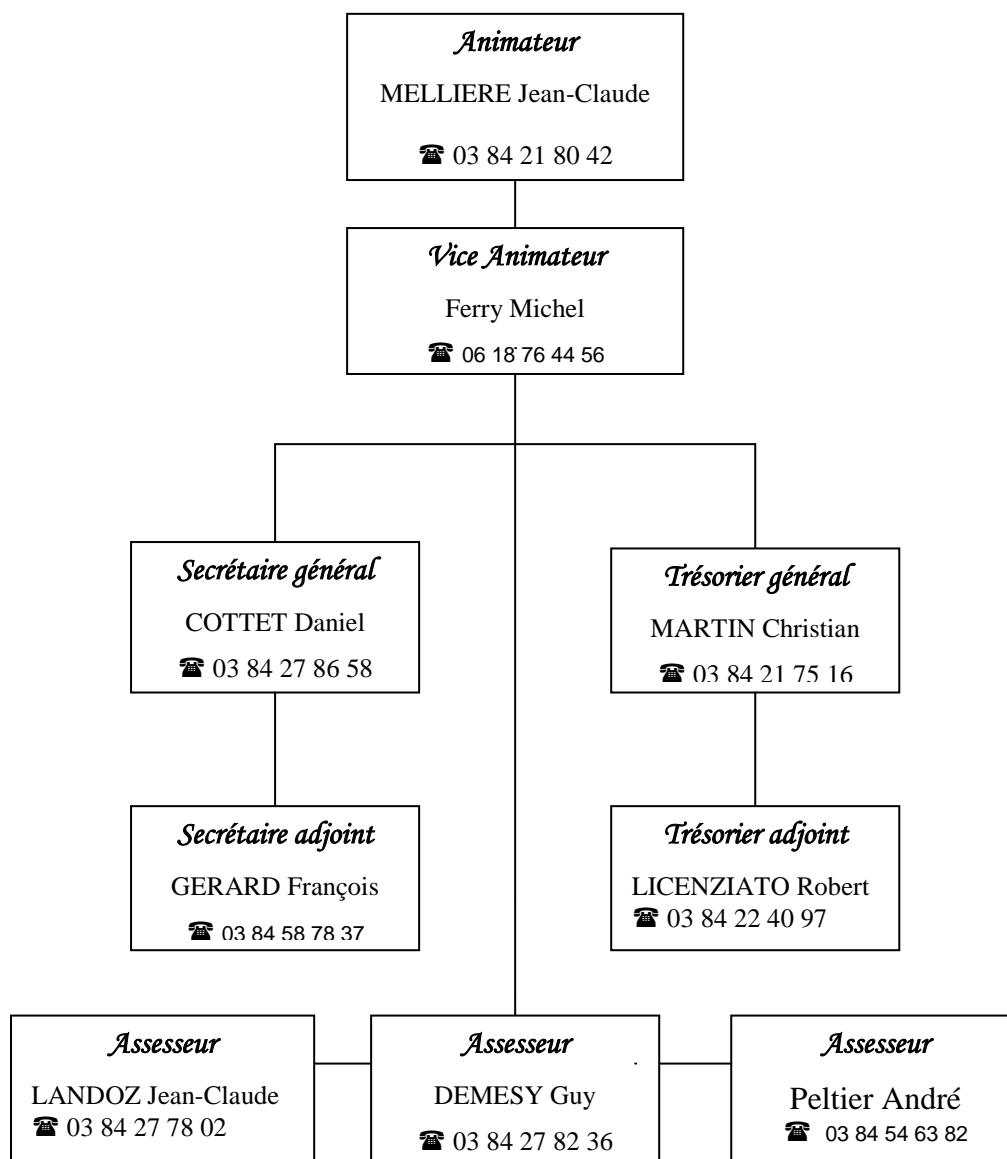 Animateur
MELLIERE Jean-Claude
☎ 03 84 21 80 42
Vice Animateur
Ferry Michel
☎ 06 18 76 44 56
Secrétaire général
COTTET Daniel
☎ 03 84 27 86 58
Trésorier général
MARTIN Christian
☎ 03 84 21 75 16
Secrétaire adjoint
GERARD François
☎ 03 84 58 78 37
Trésorier adjoint
LICENZIATO Robert
☎ 03 84 22 40 97
Assesseur
LANDOZ Jean-Claude
☎ 03 84 27 78 02
Assesseur
DEMESY Guy
☎ 03 84 27 82 36
Assesseur
Peltier André
☎ 03 84 54 63 82